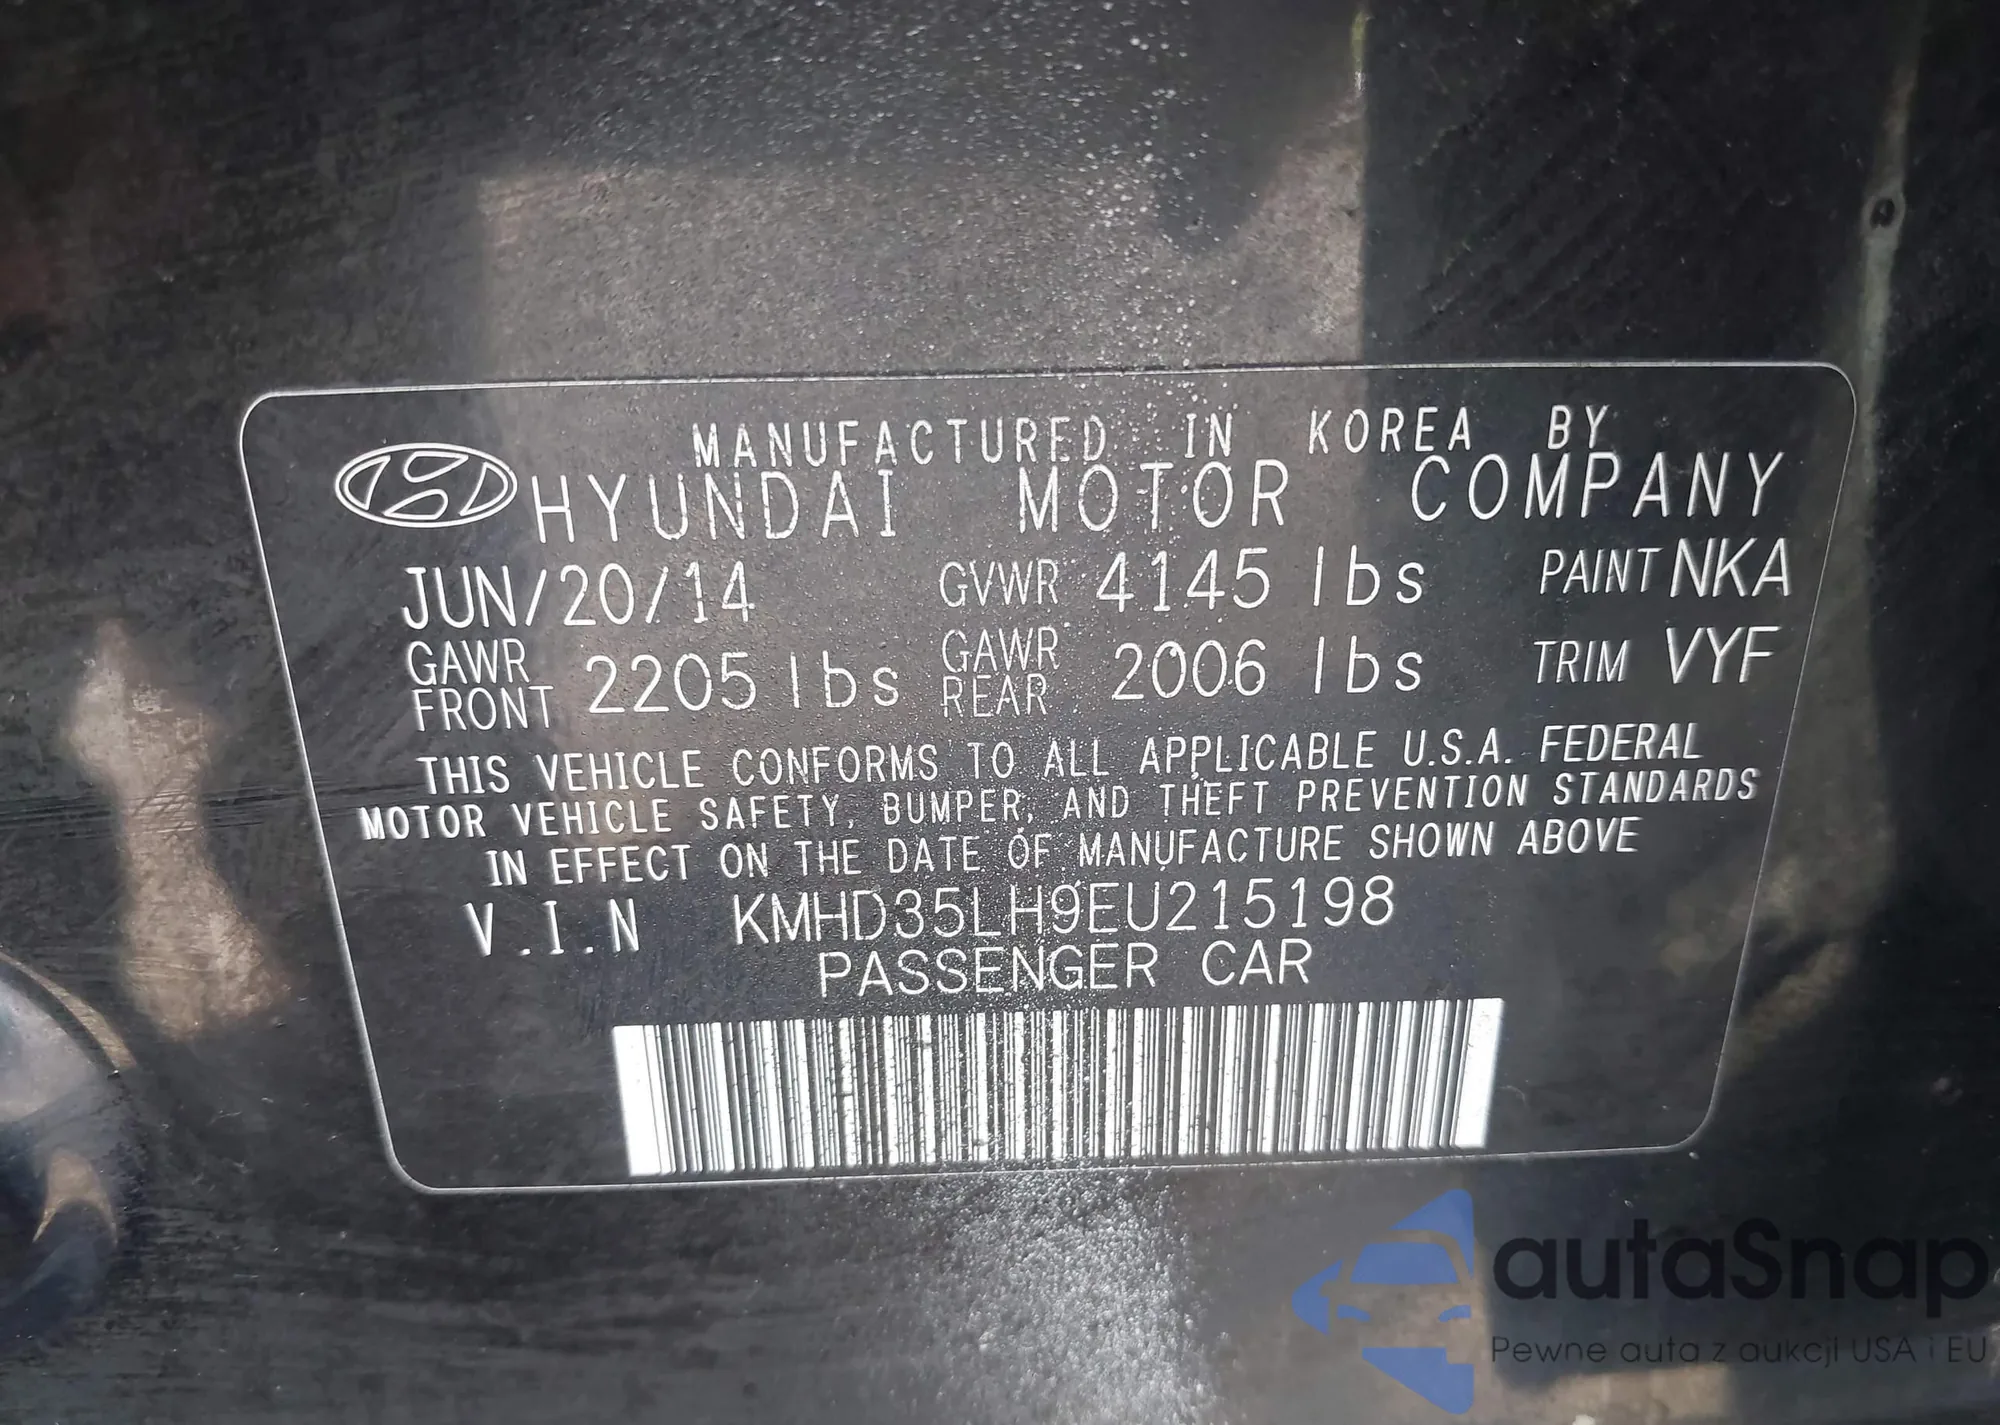 MANUFACTURED IN KOREA BY
HYUNDAI MOTOR COMPANY
JUN/20/14 GVWR 4145 lbs PAINT NKA
GAWR FRONT 2205 lbs GAWR REAR 2006 lbs TRIM VYF
THIS VEHICLE CONFORMS TO ALL APPLICABLE U.S.A. FEDERAL
MOTOR VEHICLE SAFETY, BUMPER, AND THEFT PREVENTION STANDARDS
IN EFFECT ON THE DATE OF MANUFACTURE SHOWN ABOVE
V.I.N KMHD35LH9EU215198
PASSENGER CAR
autaSnap
Pewne auta z aukcji USA i EU